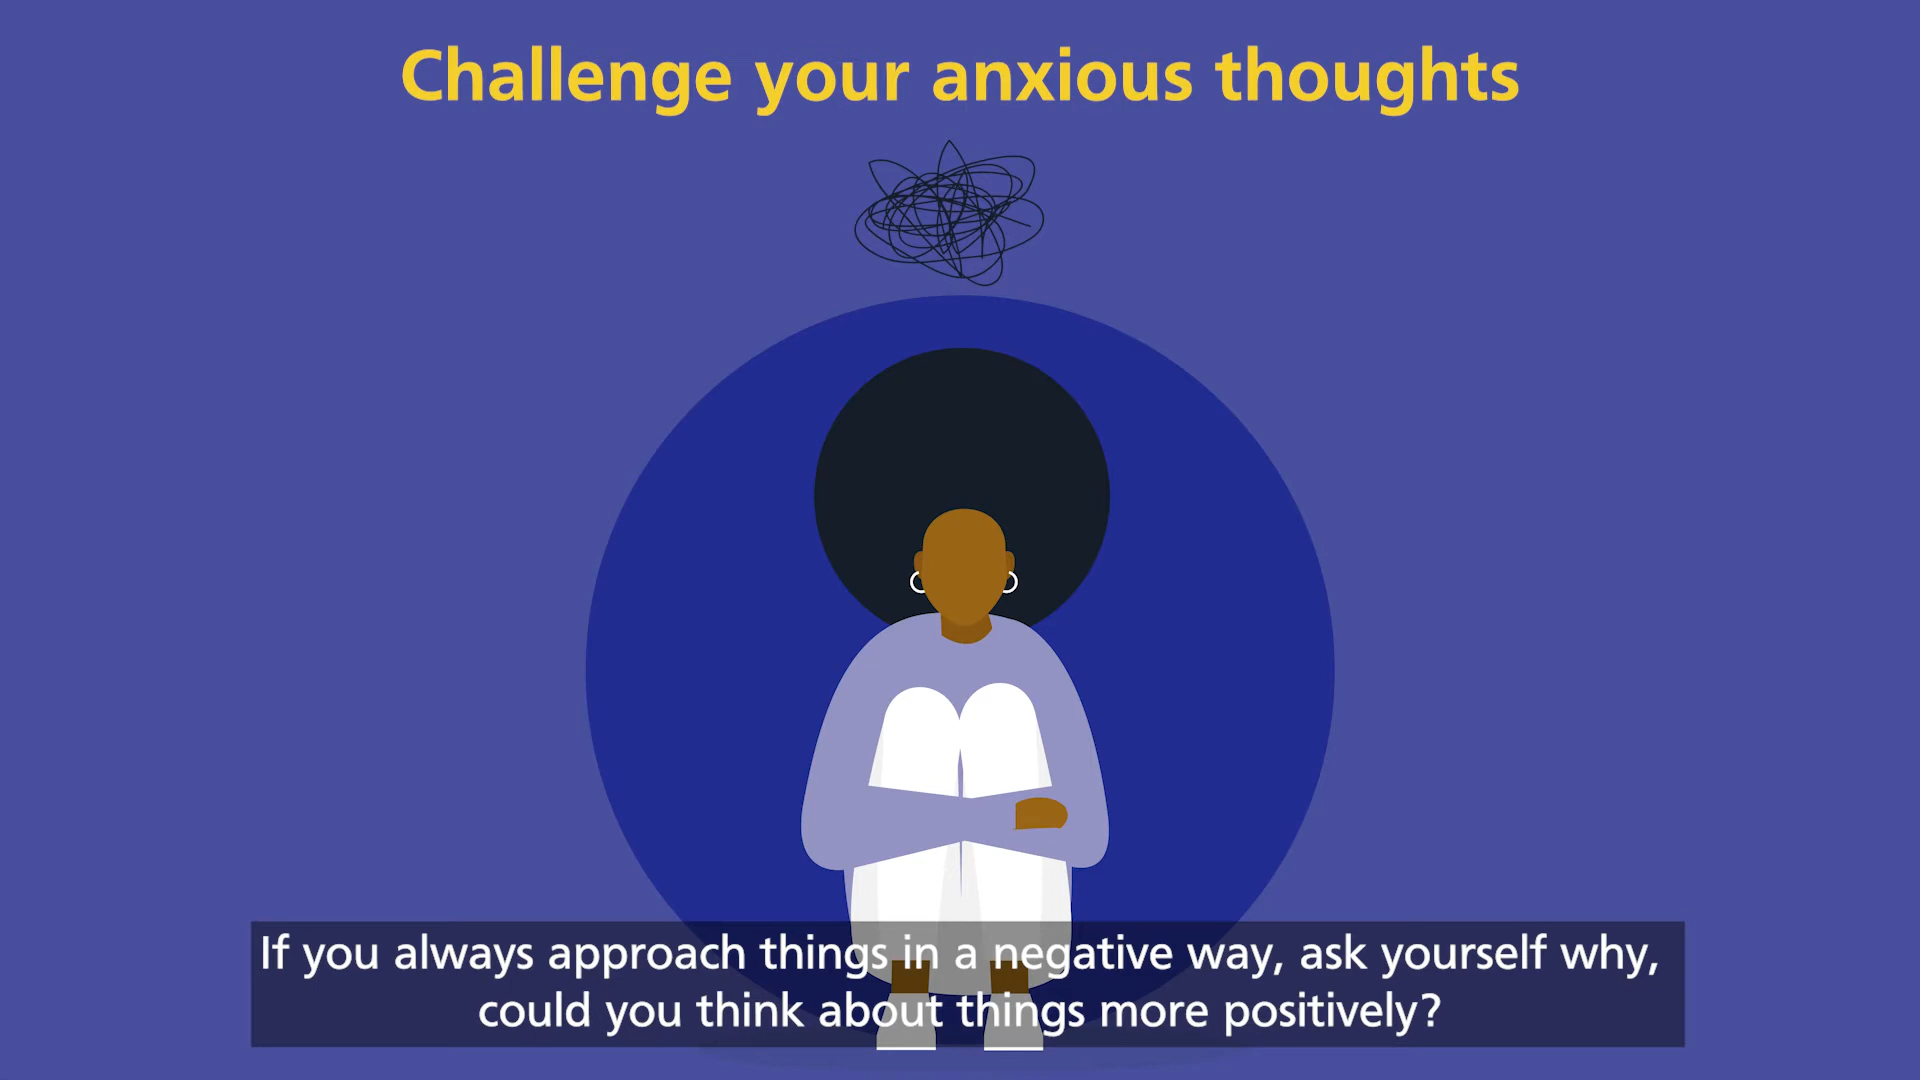 Challenge your anxious thoughts
If you always approach things in a negative way, ask yourself why,
could you think about things more positively?